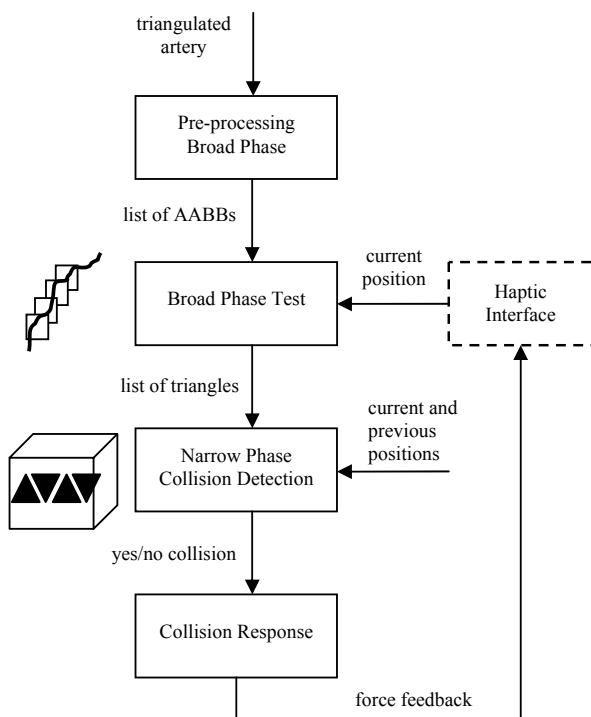 triangulated
artery
Pre-processing
Broad Phase
list of AABBs
current
position
Broad Phase Test
Haptic
Interface
list of triangles
current and
previous
positions
Narrow Phase
Collision Detection
yes/no collision
Collision Response
force feedback